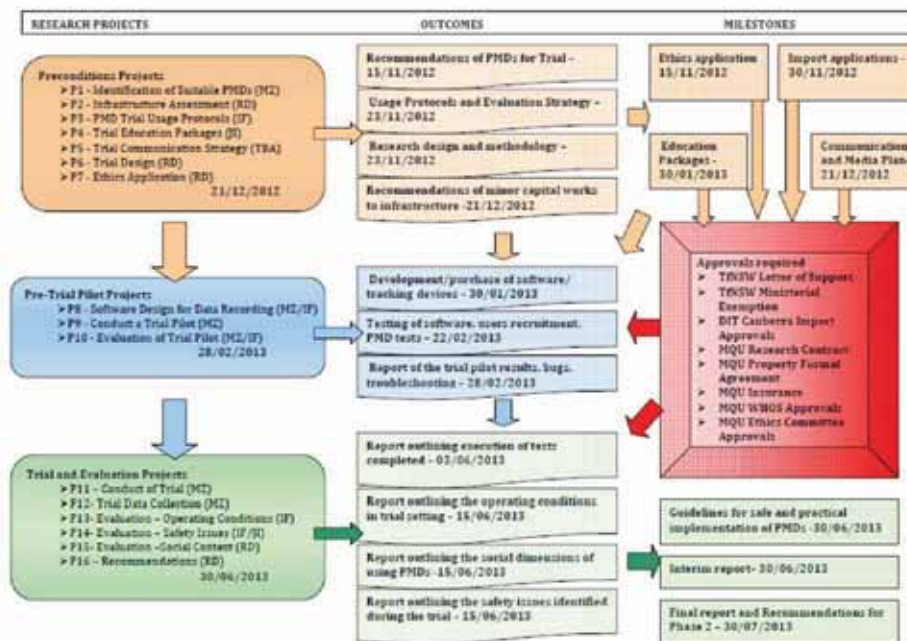 RESEARCH PROJECTS
OUTCOMES
MILESTONES
Preconditions Projects
➢ P1 - Identification of Suitable PMDs (MZ)
➢ P2 - Infrastructure Assessment (RD)
➢ P3 - PMD Trial Usage Protocols (IF)
➢ P4 - Trial Education Packages (JI)
➢ P5 - Trial Communication Strategy (TBA)
➢ P6 - Trial Design (RD)
➢ P7 - Ethics Application (RD)
21/12/2012
Recommendations of PMDs for Trial –
15/11/2012
Usage Protocols and Evaluation Strategy –
23/11/2012
Research design and methodology –
23/11/2012
Recommendations of minor capital works
to infrastructure -21/12/2012
Ethics application
15/11/2012
Import applications -
30/11/2012
Education
Packages -
30/01/2013
Communication
and Media Plan-
21/12/2012
Pre-Trial Pilot Projects:
➢ P8 - Software Design for Data Recording (MZ/IF)
➢ P9 - Conduct a Trial Pilot (MZ)
➢ P10 - Evaluation of Trial Pilot (MZ/IF)
28/02/2013
Development/purchase of software/
tracking devices – 30/01/2013
Testing of software, users recruitment,
PMD tests – 22/02/2013
Report of the trial pilot results, bugs,
troubleshooting – 28/02/2013
Approvals required
➢ TfNSW Letter of Support
➢ TfNSW Ministerial
Exemption
➢ DIT Canberra Import
Approvals
➢ MQU Research Contract
➢ MQU Property Formal
Agreement
➢ MQU Insurance
➢ MQU WHOS Approvals
➢ MQU Ethics Committee
Approvals
Trial and Evaluation Projects:
➢ P11 – Conduct of Trial (MZ)
➢ P12- Trial Data Collection (MZ)
➢ P13- Evaluation – Operating Conditions (IF)
➢ P14- Evaluation – Safety Issues (IF/JI)
➢ P15- Evaluation –Social Context (RD)
➢ P16 – Recommendations (RD)
30/06/2013
Report outlining execution of tests
completed – 03/06/2013
Report outlining the operating conditions
in trial setting – 15/06/2013
Report outlining the social dimensions of
using PMDs -15/06/2013
Report outlining the safety issues identified
during the trial – 15/06/2013
Guidelines for safe and practical
implementation of PMDs -30/06/2013
Interim report- 30/06/2013
Final report and Recommendations for
Phase 2 – 30/07/2013